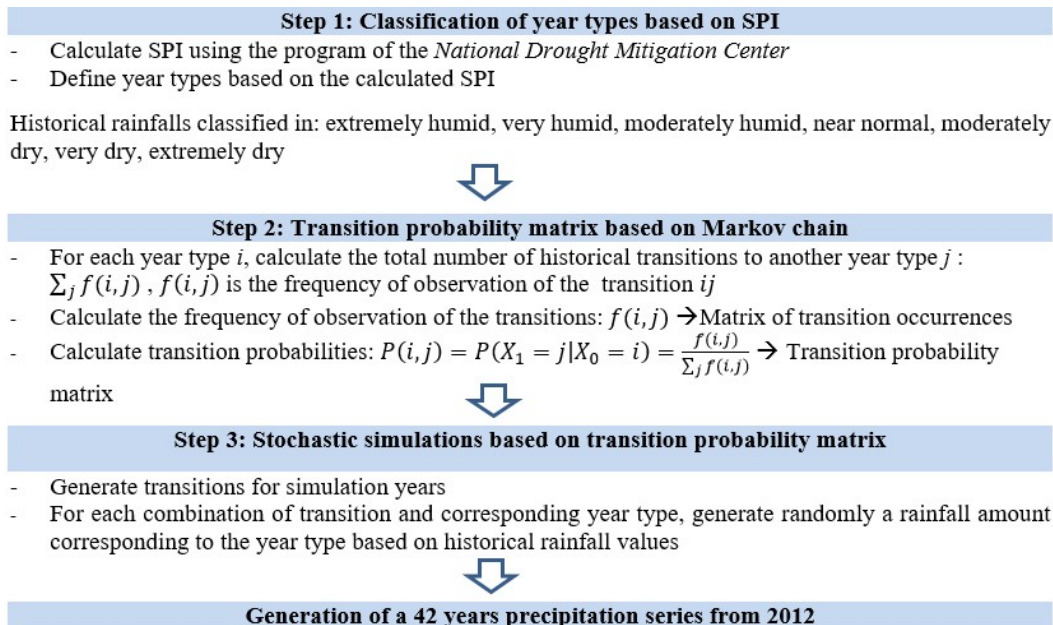 Step 1: Classification of year types based on SPI
- Calculate SPI using the program of the National Drought Mitigation Center
- Define year types based on the calculated SPI
Historical rainfalls classified in: extremely humid, very humid, moderately humid, near normal, moderately
dry, very dry, extremely dry
Step 2: Transition probability matrix based on Markov chain
- For each year type i, calculate the total number of historical transitions to another year type j :
∑_j f(i,j) , f(i,j) is the frequency of observation of the transition ij
- Calculate the frequency of observation of the transitions: f(i,j) →Matrix of transition occurrences
- Calculate transition probabilities: P(i,j) = P(X₁ = j|X₀ = i) = f(i,j)/∑_j f(i,j) → Transition probability
matrix
Step 3: Stochastic simulations based on transition probability matrix
- Generate transitions for simulation years
- For each combination of transition and corresponding year type, generate randomly a rainfall amount
corresponding to the year type based on historical rainfall values
Generation of a 42 years precipitation series from 2012